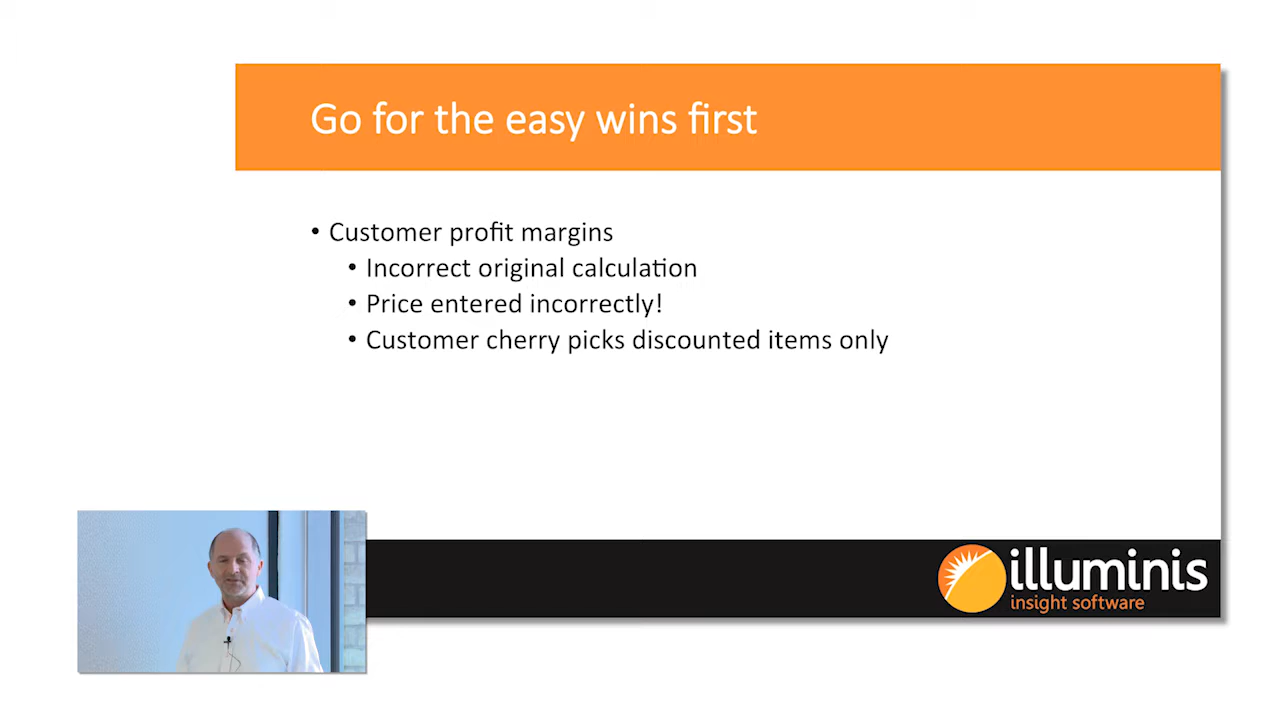 Go for the easy wins first
• Customer profit margins
• Incorrect original calculation
• Price entered incorrectly!
• Customer cherry picks discounted items only
illuminis
insight software